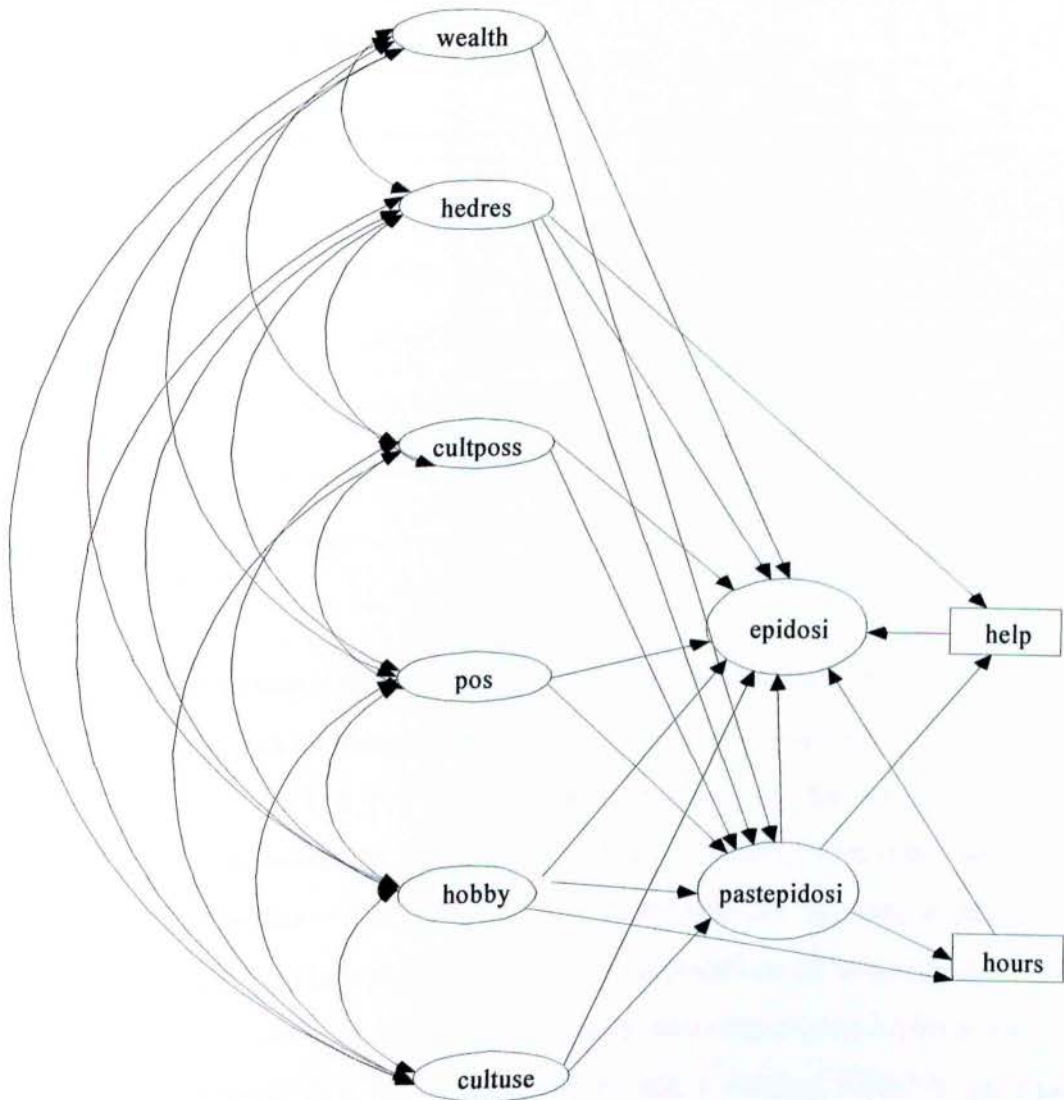 wealth
hedres
cultposs
epidosi
help
pos
hobby
pastepidosi
hours
cultuse